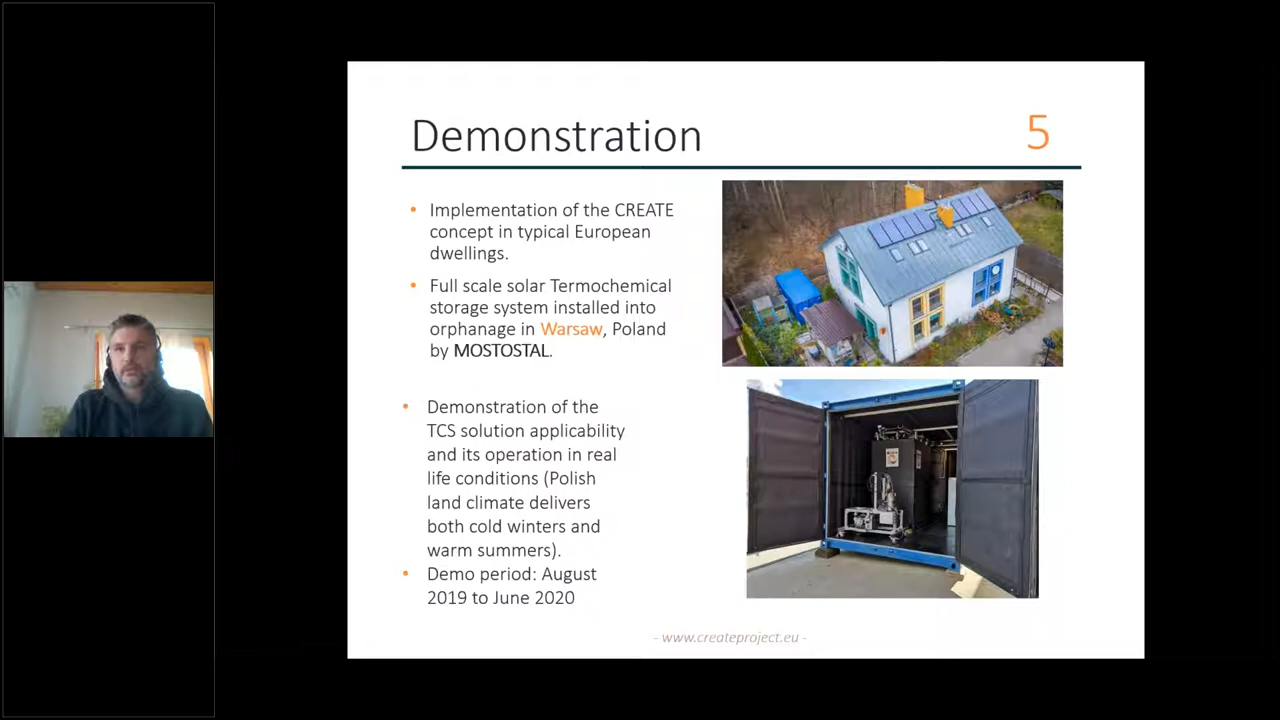 Demonstration
5
Implementation of the CREATE
concept in typical European
dwellings.
Full scale solar Termochemical
storage system installed into
orphanage in Warsaw, Poland
by MOSTOSTAL.
Demonstration of the
TCS solution applicability
and its operation in real
life conditions (Polish
land climate delivers
both cold winters and
warm summers).
Demo period: August
2019 to June 2020
- www.createproject.eu -